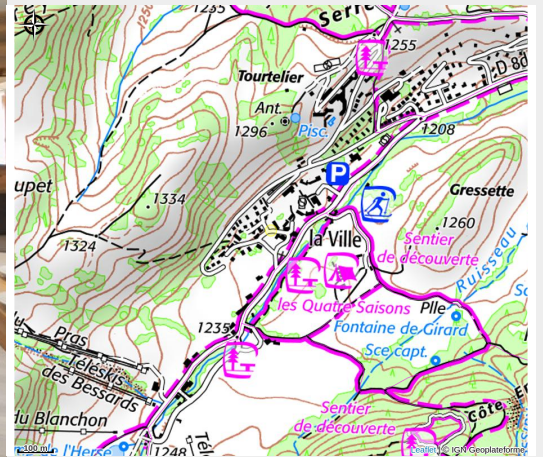 1235
Serre
1250
1255
Tourtelier
D 80
Ant.
1296
Pisc.
1208
P
upet
1334
Gressette
1324
1260
la Ville
Sentier
de découverte
Ruisseau
les Quatre Saisons
Plle
Fontaine de Girard
1235
Pras
Téléskis
des Bessards
Sce capt.
Sentier
de découverte
Côte
du Blanchon
100 m
de l'Herse
1248
Leaflet | © IGN Geoplateforme